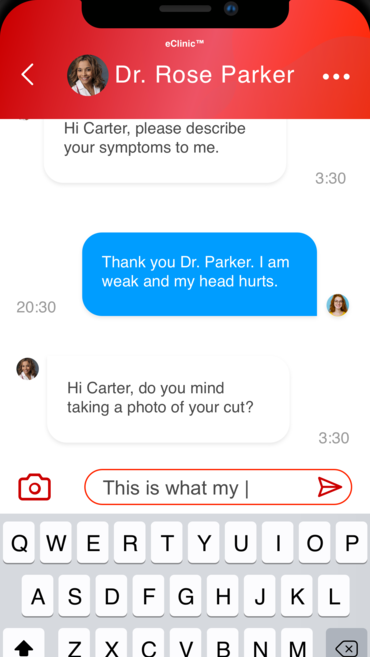 eClinic™
Dr. Rose Parker
Hi Carter, please describe
your symptoms to me.
3:30
Thank you Dr. Parker. I am
weak and my head hurts.
20:30
Hi Carter, do you mind
taking a photo of your cut?
3:30
This is what my |
Q W E R T Y U I O P
A S D F G H J K L
Z X C V B N M